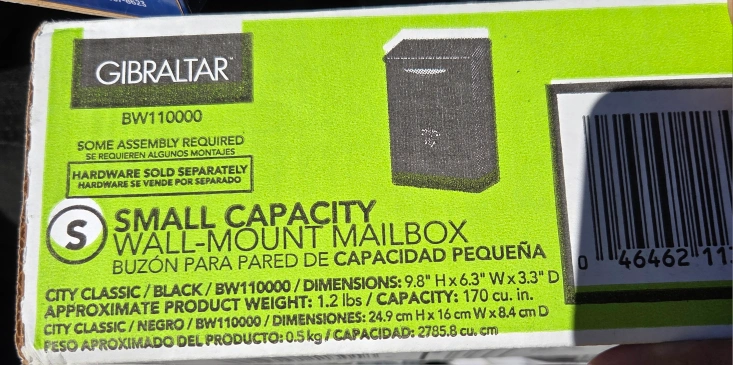 GIBRALTAR™
BW110000
SOME ASSEMBLY REQUIRED
SE REQUIEREN ALGUNOS MONTAJES
HARDWARE SOLD SEPARATELY
HARDWARE SE VENDE POR SEPARADO
S
SMALL CAPACITY
WALL-MOUNT MAILBOX
BUZÓN PARA PARED DE CAPACIDAD PEQUEÑA
CITY CLASSIC / BLACK / BW110000 / DIMENSIONS: 9.8" H x 6.3" W x 3.3" D
APPROXIMATE PRODUCT WEIGHT: 1.2 lbs / CAPACITY: 170 cu. in.
CITY CLASSIC / NEGRO / BW110000 / DIMENSIONES: 24.9 cm H x 16 cm W x 8.4 cm D
PESO APROXIMADO DEL PRODUCTO: 0.5 kg / CAPACIDAD: 2785.8 cu. cm
0 46462 11